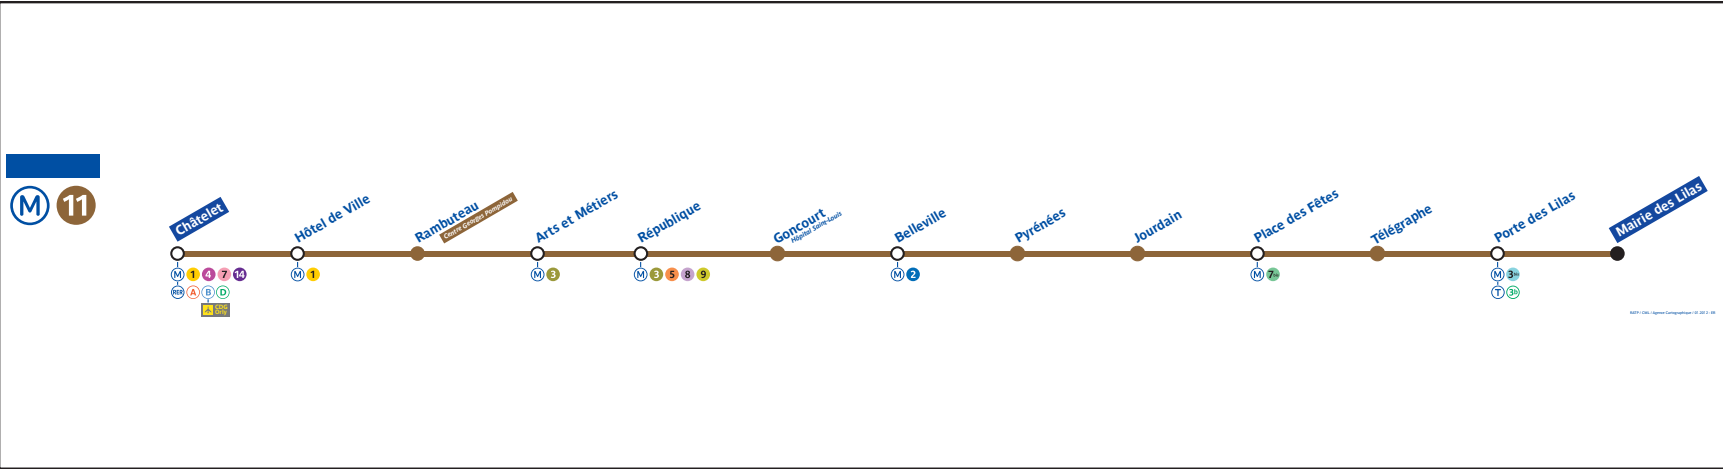 M 11
Châtelet
Hôtel de Ville
Rambuteau
Centre Georges Pompidou
Arts et Métiers
République
Goncourt
Hôpital Saint-Louis
Belleville
Pyrénées
Jourdain
Place des Fêtes
Télégraphe
Porte des Lilas
Mairie des Lilas
M 1 4 7 14
RER A B D
CDG
Orly
M 1
M 3
M 3 5 8 9
M 2
M 7bis
M 3bis
T 3b